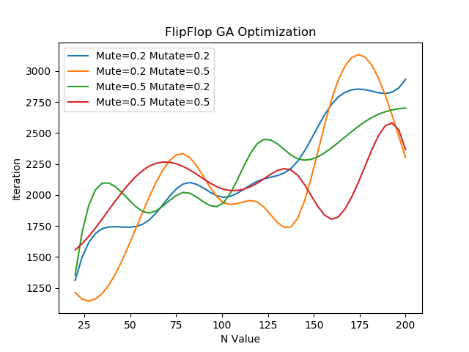 FlipFlop GA Optimization
Mute=0.2 Mutate=0.2
Mute=0.2 Mutate=0.5
Mute=0.5 Mutate=0.2
Mute=0.5 Mutate=0.5
3000
2750
2500
2250
2000
1750
1500
1250
Iteration
25 50 75 100 125 150 175 200
N Value